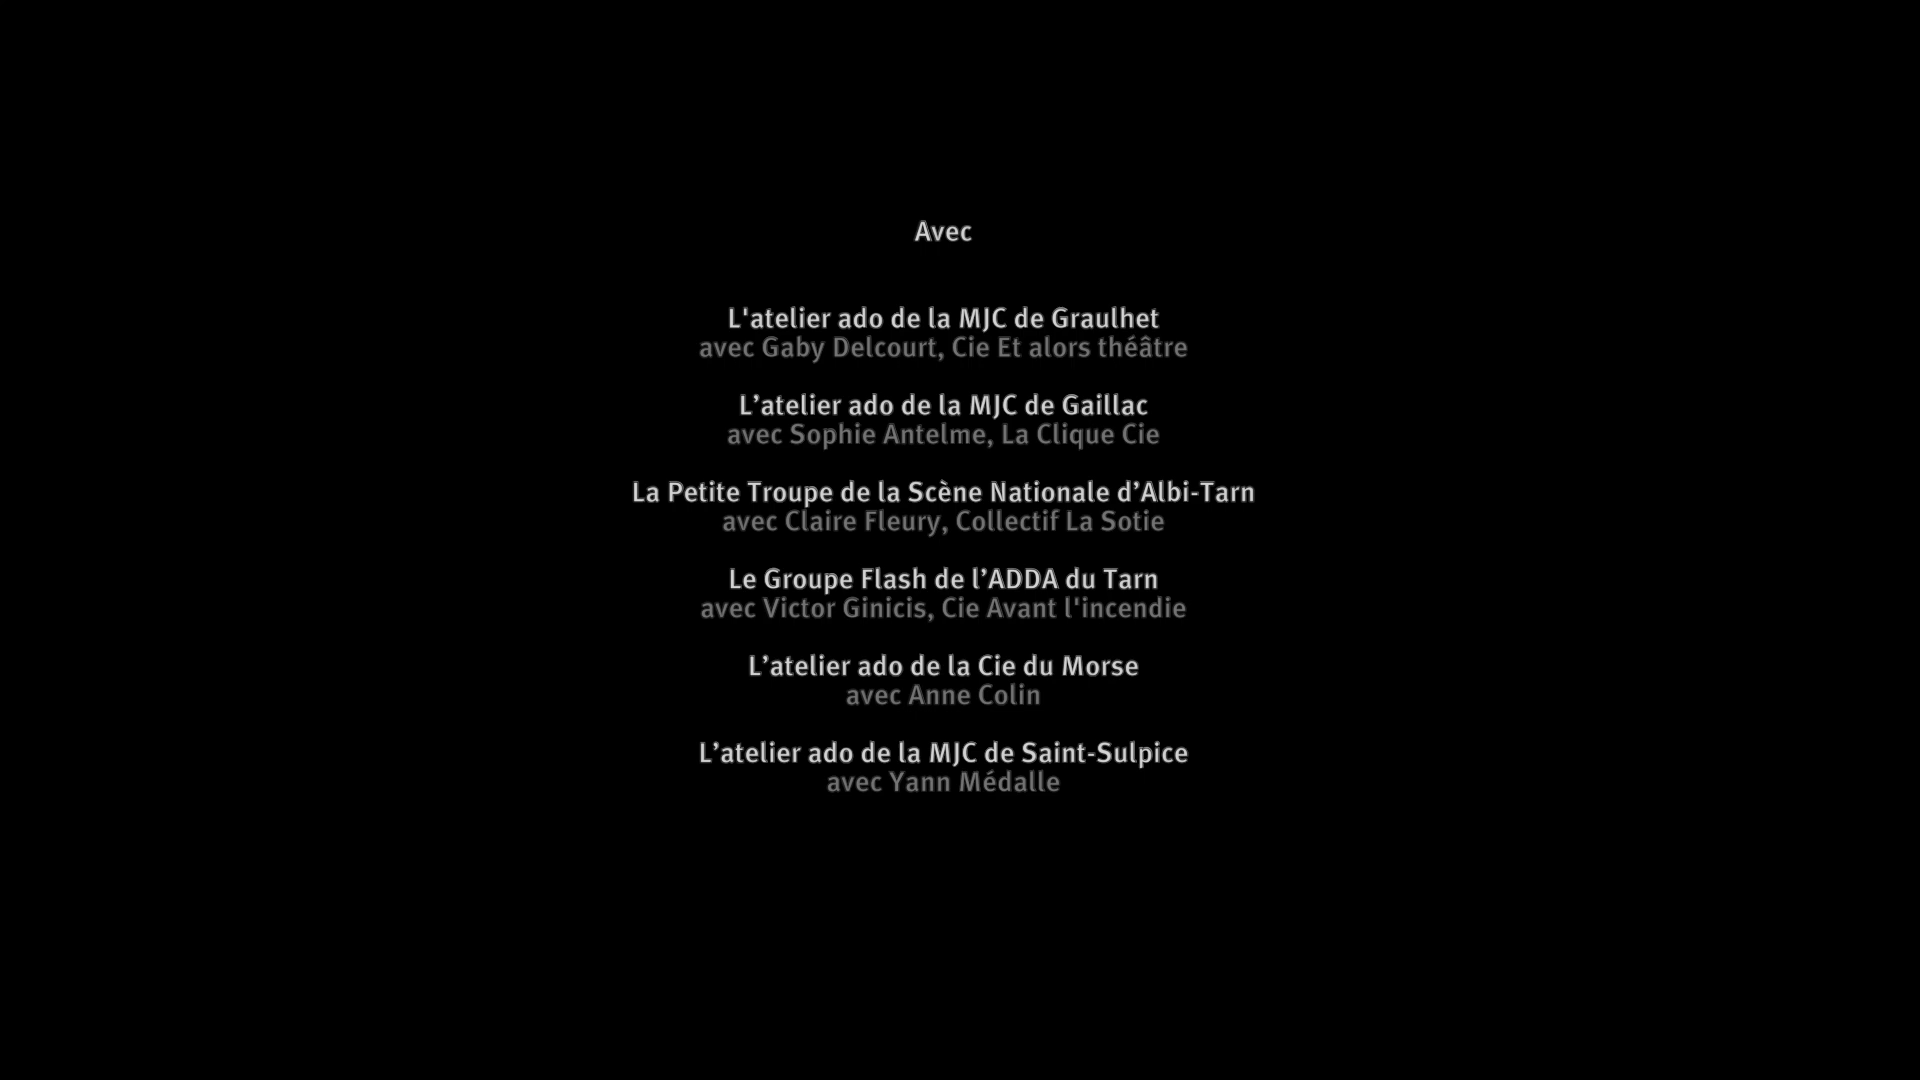 Avec
L'atelier ado de la MJC de Graulhet
avec Gaby Delcourt, Cie Et alors théâtre
L’atelier ado de la MJC de Gaillac
avec Sophie Antelme, La Clique Cie
La Petite Troupe de la Scène Nationale d’Albi-Tarn
avec Claire Fleury, Collectif La Sotie
Le Groupe Flash de l’ADDA du Tarn
avec Victor Ginicis, Cie Avant l'incendie
L’atelier ado de la Cie du Morse
avec Anne Colin
L’atelier ado de la MJC de Saint-Sulpice
avec Yann Médalle